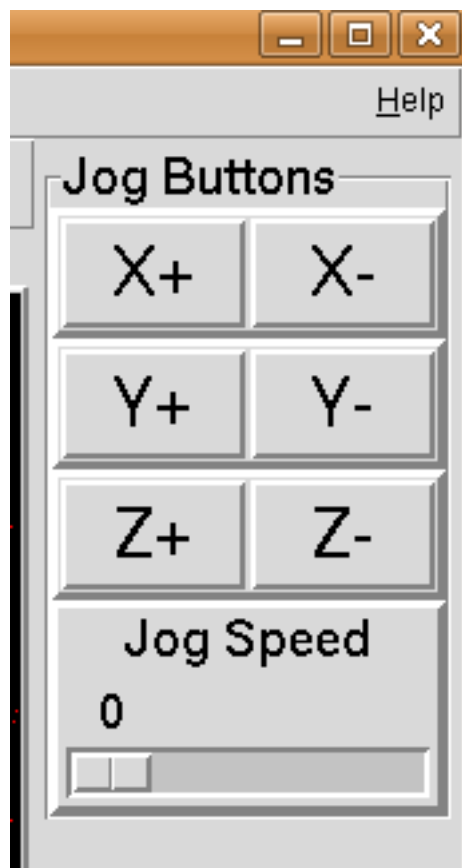 Help
Jog Buttons
X+ X-
Y+ Y-
Z+ Z-
Jog Speed
0